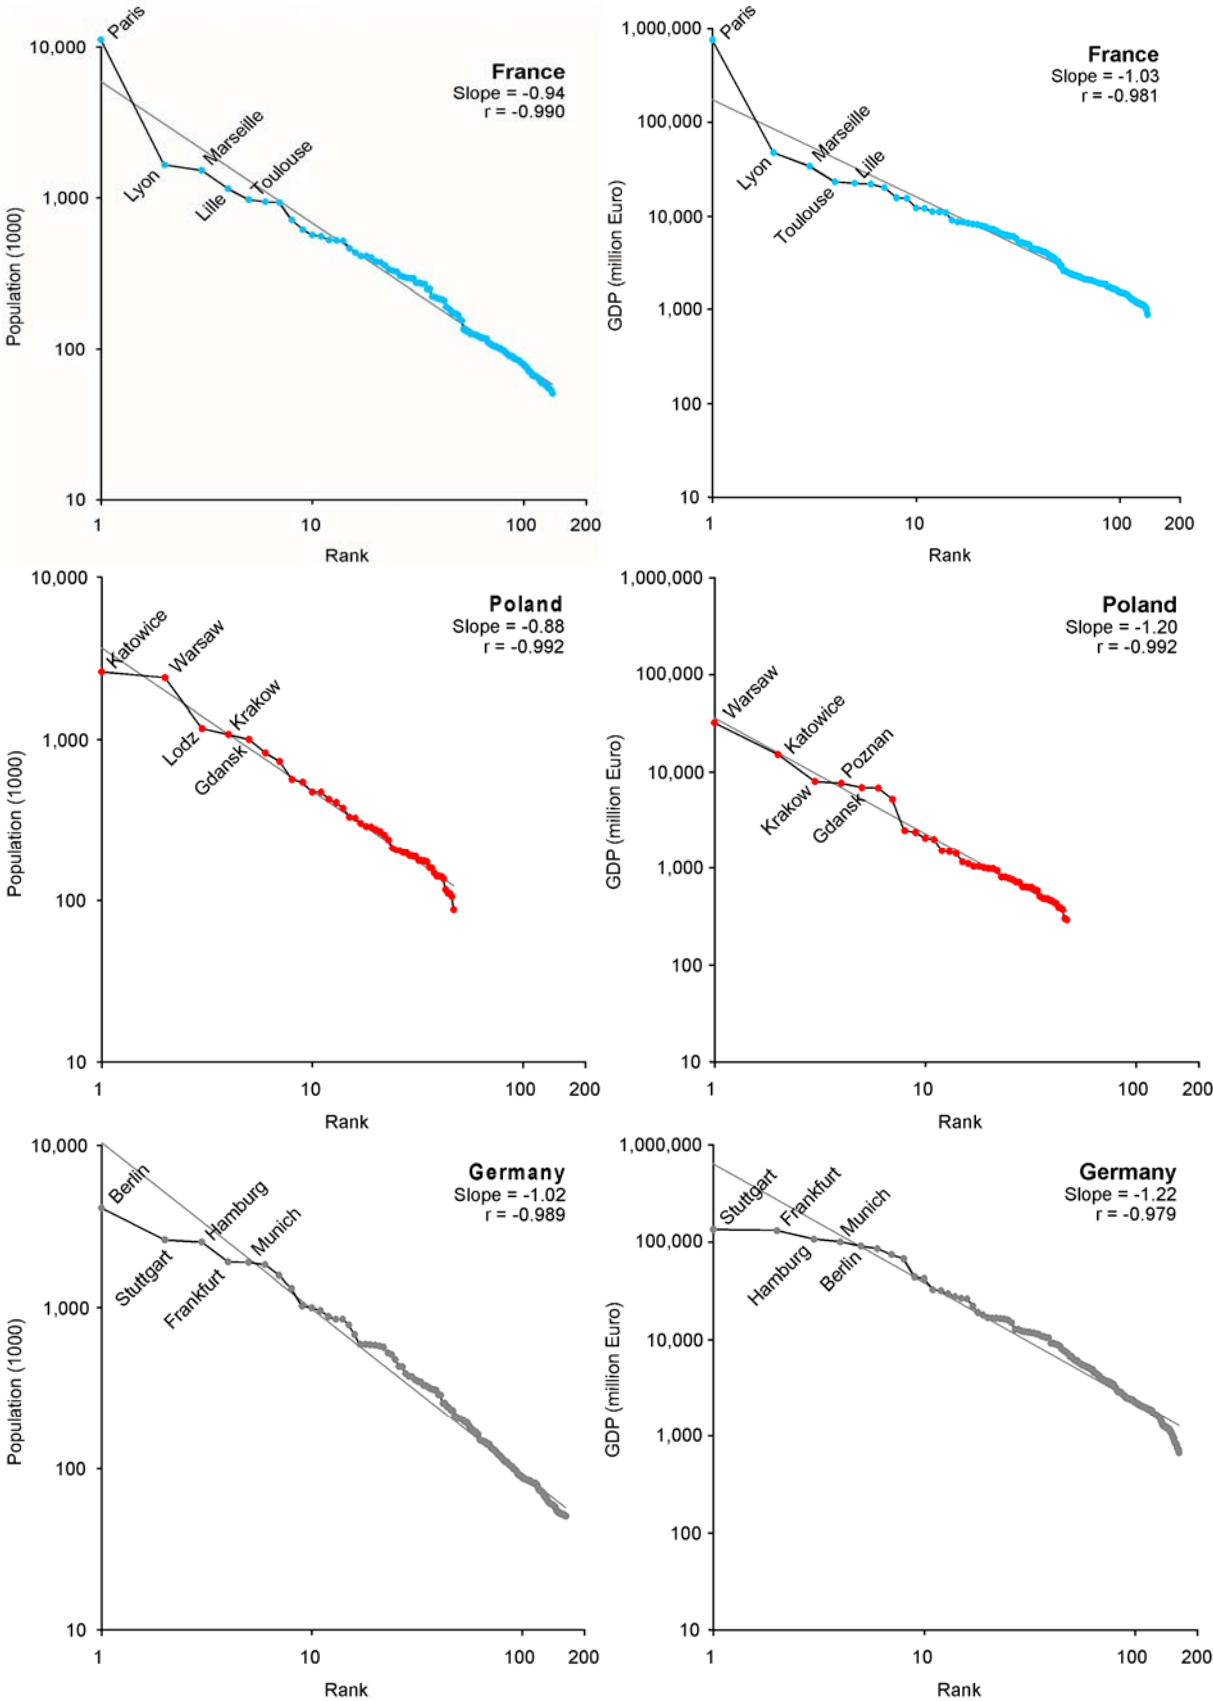 Paris
10,000
France
Slope = -0.94
r = -0.990
Marseille
Toulouse
Lyon
Lille
1,000
Population (1000)
100
10
1
10
100
200
Rank
Paris
1,000,000
France
Slope = -1.03
r = -0.981
100,000
Marseille
Lille
Lyon
Toulouse
10,000
GDP (million Euro)
1,000
100
10
1
10
100
200
Rank
10,000
Poland
Slope = -0.88
r = -0.992
Katowice
Warsaw
Krakow
Lodz
Gdansk
1,000
Population (1000)
100
10
1
10
100
200
Rank
1,000,000
Poland
Slope = -1.20
r = -0.992
100,000
Warsaw
Katowice
Poznan
Krakow
Gdansk
10,000
GDP (million Euro)
1,000
100
10
1
10
100
200
Rank
10,000
Germany
Slope = -1.02
r = -0.989
Berlin
Hamburg
Munich
Stuttgart
Frankfurt
1,000
Population (1000)
100
10
1
10
100
200
Rank
1,000,000
Germany
Slope = -1.22
r = -0.979
Stuttgart
Frankfurt
Munich
100,000
Hamburg
Berlin
10,000
GDP (million Euro)
1,000
100
10
1
10
100
200
Rank